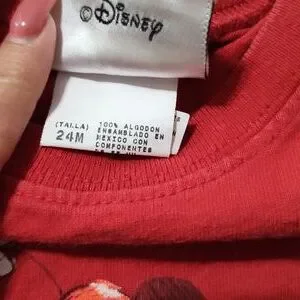 ©Disney
(TALLA)
24M
100% ALGODON
ENSAMBLADO EN
MEXICO CON
COMPONENTES